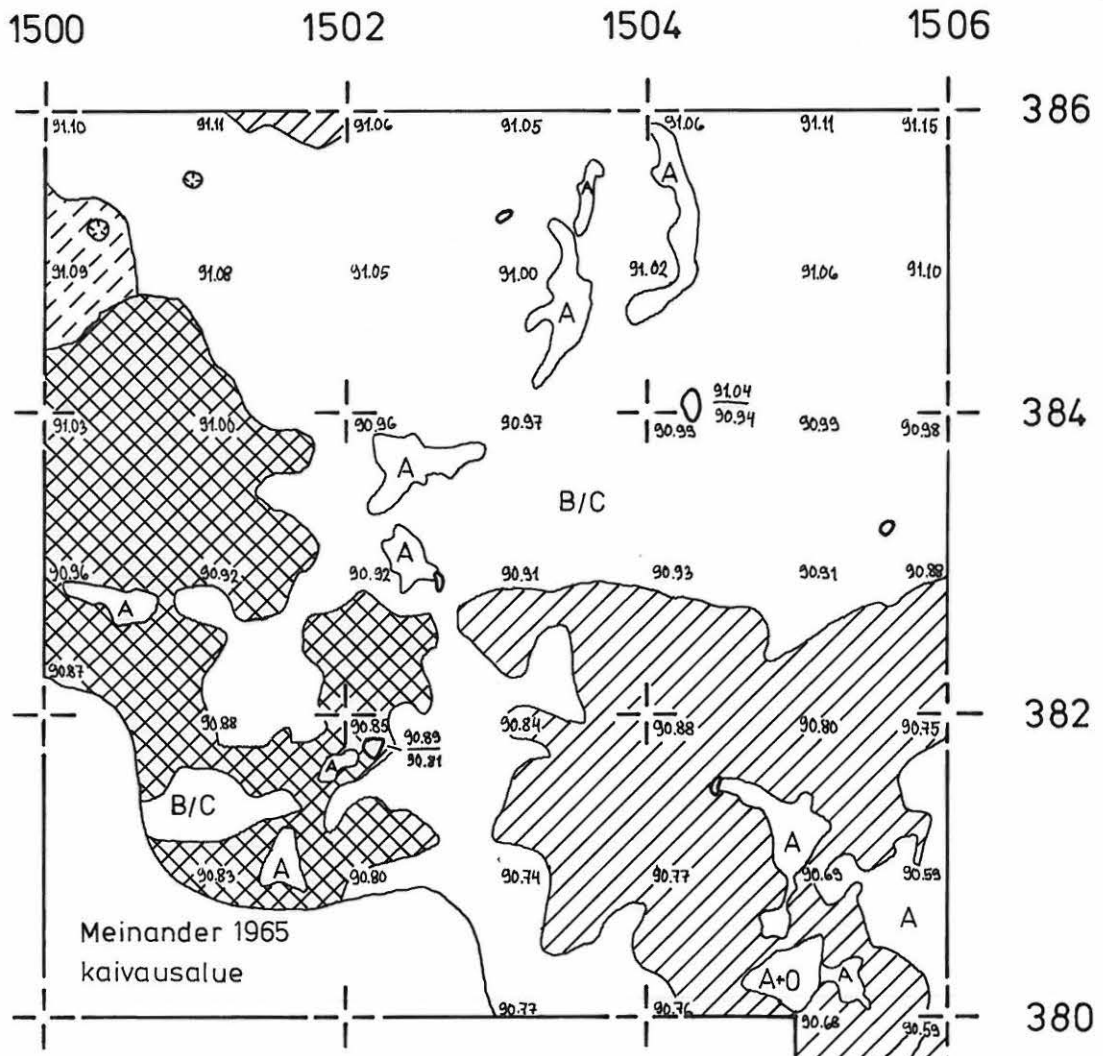 1500 1502 1504 1506
386
91.10 91.11 91.06 91.05 91.06 91.11 91.15
A A
91.09 91.08 91.05 91.00 91.02 91.06 91.10
A
91.04
384
91.03 91.00 90.96 90.97 90.99 90.94 90.99 90.98
A
B/C
A
90.96 90.92 90.92 90.91 90.93 90.91 90.88
A
90.87
382
90.88 90.85 90.84 90.88 90.80 90.75
90.89
90.81
A
B/C
A
A
90.83 90.80 90.74 90.77 90.69 90.59
A
Meinander 1965
kaivausalue
A+O A
90.77 90.76
380
90.68 90.59